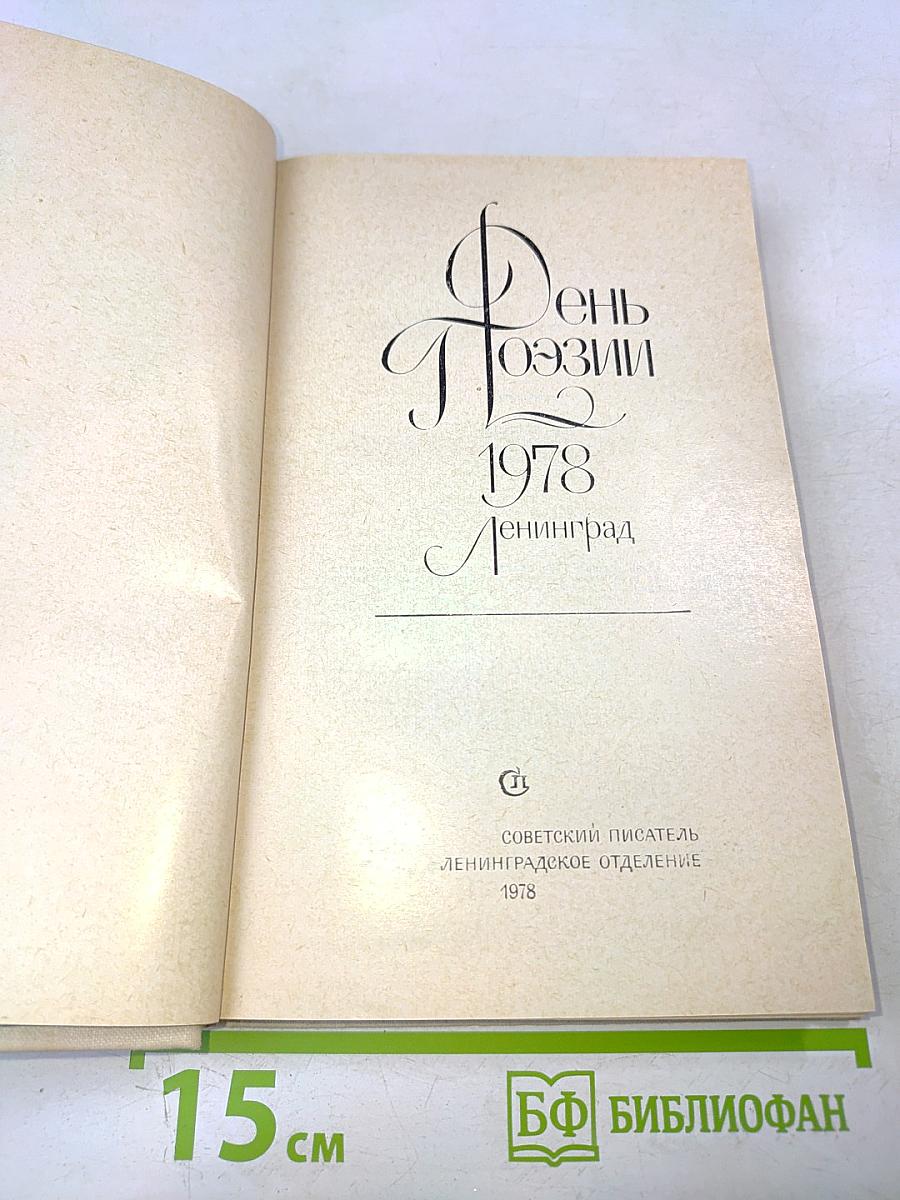 День
Поэзии
1978
Ленинград
СП
СОВЕТСКИЙ ПИСАТЕЛЬ
ЛЕНИНГРАДСКОЕ ОТДЕЛЕНИЕ
1978
15 см
БФ БИБЛИОФАН